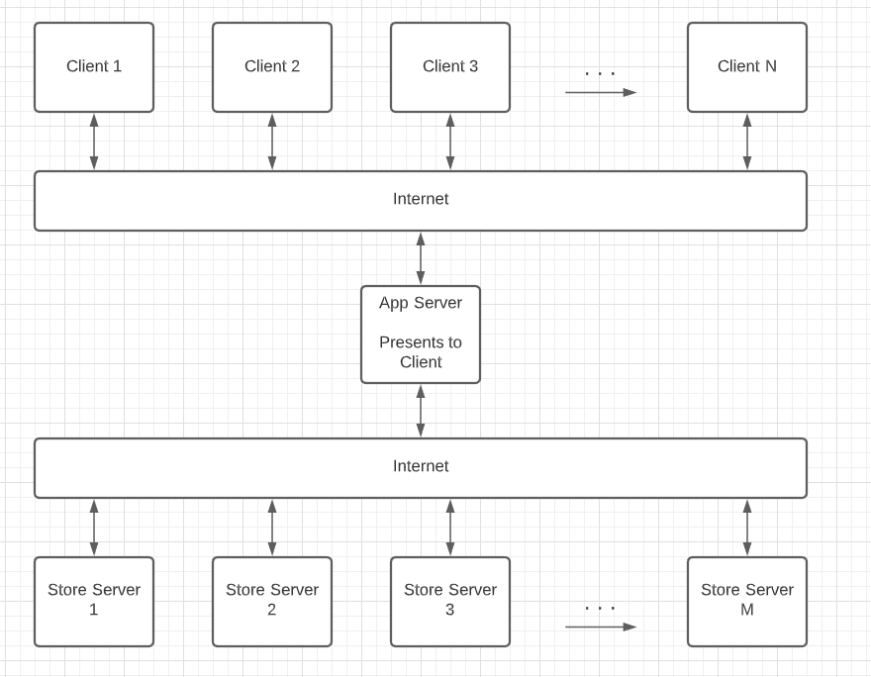 Client 1
Client 2
Client 3
. . .
Client N
Internet
App Server
Presents to
Client
Internet
Store Server
1
Store Server
2
Store Server
3
. . .
Store Server
M